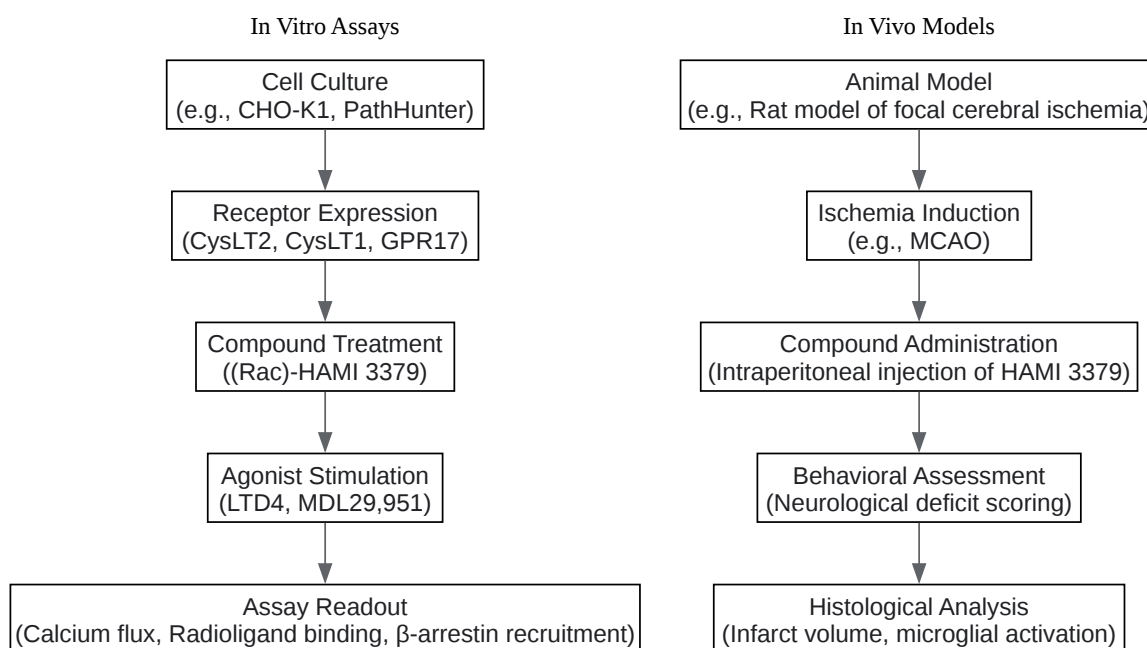 In Vitro Assays
Cell Culture
(e.g., CHO-K1, PathHunter)
Receptor Expression
(CysLT2, CysLT1, GPR17)
Compound Treatment
((Rac)-HAMI 3379)
Agonist Stimulation
(LTD4, MDL29,951)
Assay Readout
(Calcium flux, Radioligand binding, β-arrestin recruitment)
In Vivo Models
Animal Model
(e.g., Rat model of focal cerebral ischemia)
Ischemia Induction
(e.g., MCAO)
Compound Administration
(Intraperitoneal injection of HAMI 3379)
Behavioral Assessment
(Neurological deficit scoring)
Histological Analysis
(Infarct volume, microglial activation)